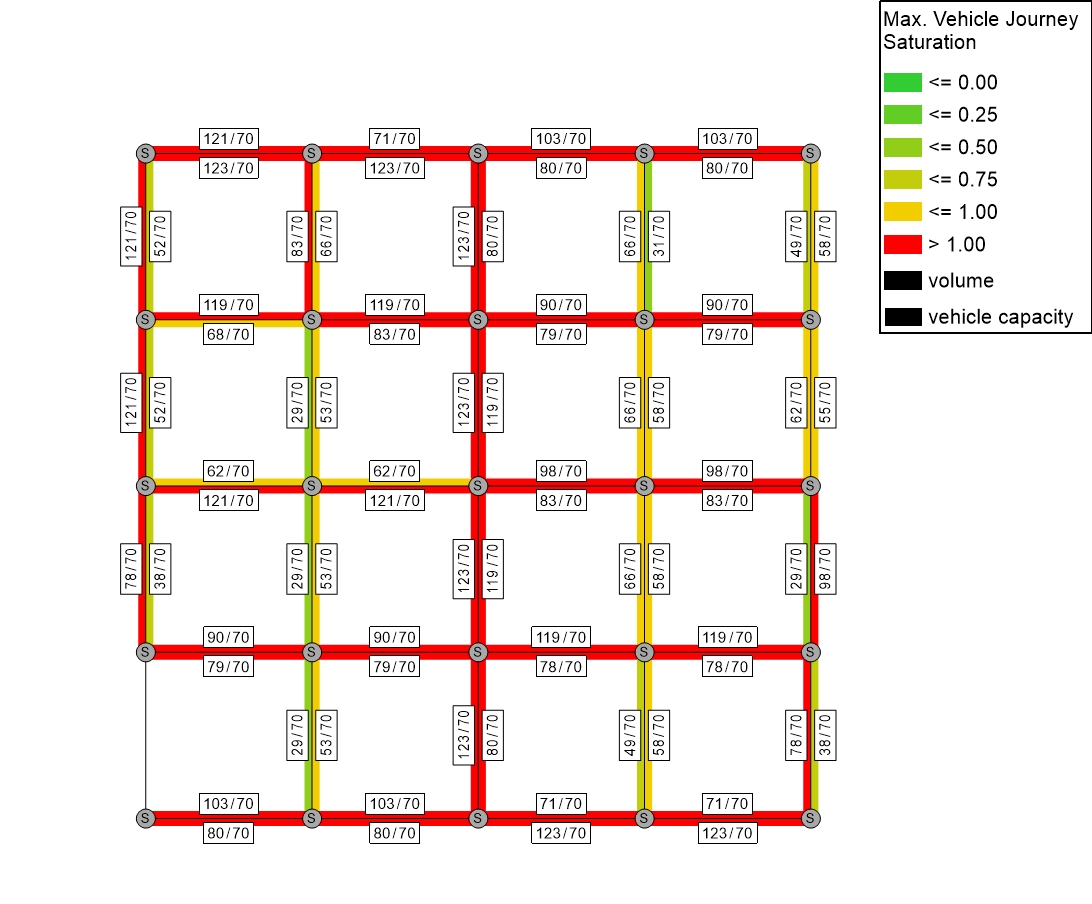 Max. Vehicle Journey
Saturation
<= 0.00
<= 0.25
<= 0.50
<= 0.75
<= 1.00
> 1.00
volume
vehicle capacity
121/70 71/70 103/70 103/70
S S S S S
123/70 123/70 80/70 80/70
121/70 52/70 83/70 66/70 123/70 80/70 66/70 31/70 49/70 58/70
119/70 119/70 90/70 90/70
S S S S S
68/70 83/70 79/70 79/70
121/70 52/70 29/70 53/70 123/70 119/70 66/70 58/70 62/70 55/70
62/70 62/70 98/70 98/70
S S S S S
121/70 121/70 83/70 83/70
78/70 38/70 29/70 53/70 123/70 119/70 66/70 58/70 29/70 98/70
90/70 90/70 119/70 119/70
S S S S S
79/70 79/70 78/70 78/70
29/70 53/70 123/70 80/70 49/70 58/70 78/70 38/70
103/70 103/70 71/70 71/70
S S S S S
80/70 80/70 123/70 123/70